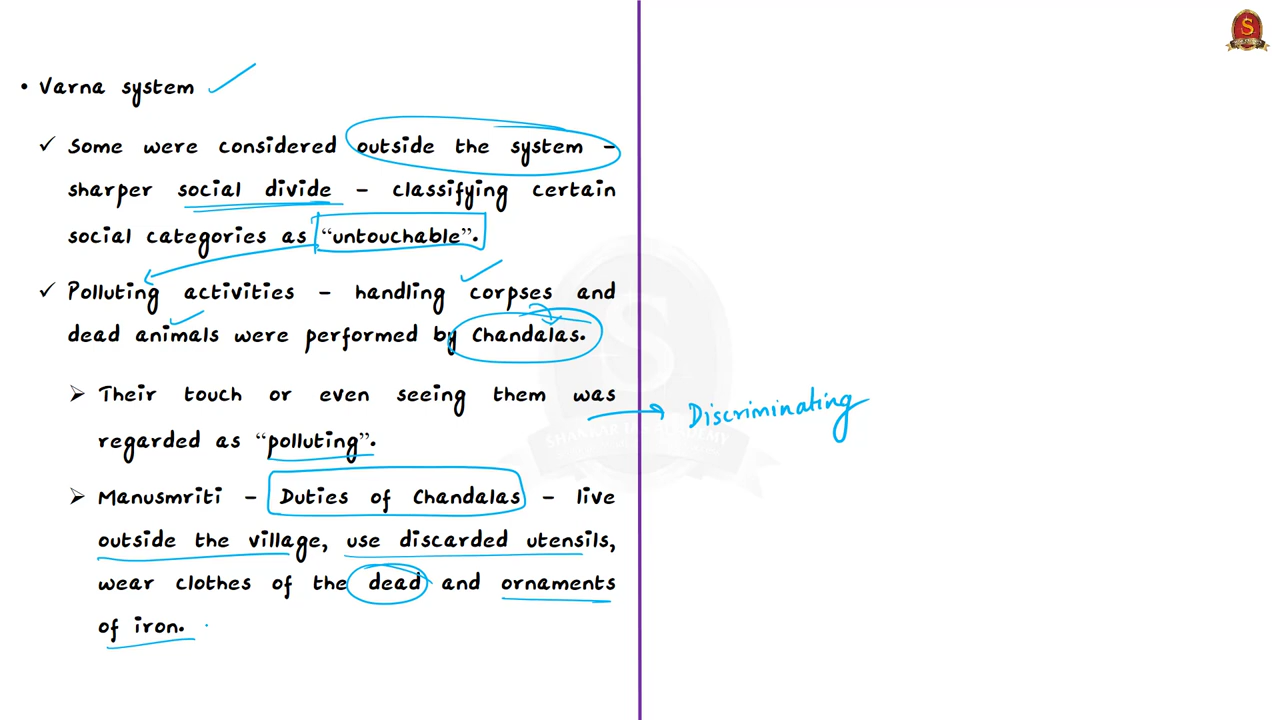 • Varna system
✓ Some were considered outside the system –
sharper social divide – classifying certain
social categories as “untouchable”.
✓ Polluting activities – handling corpses and
dead animals were performed by Chandalas.
➢ Their touch or even seeing them was
regarded as “polluting”.
Discriminating
➢ Manusmriti – Duties of Chandalas – live
outside the village, use discarded utensils,
wear clothes of the dead and ornaments
of iron.